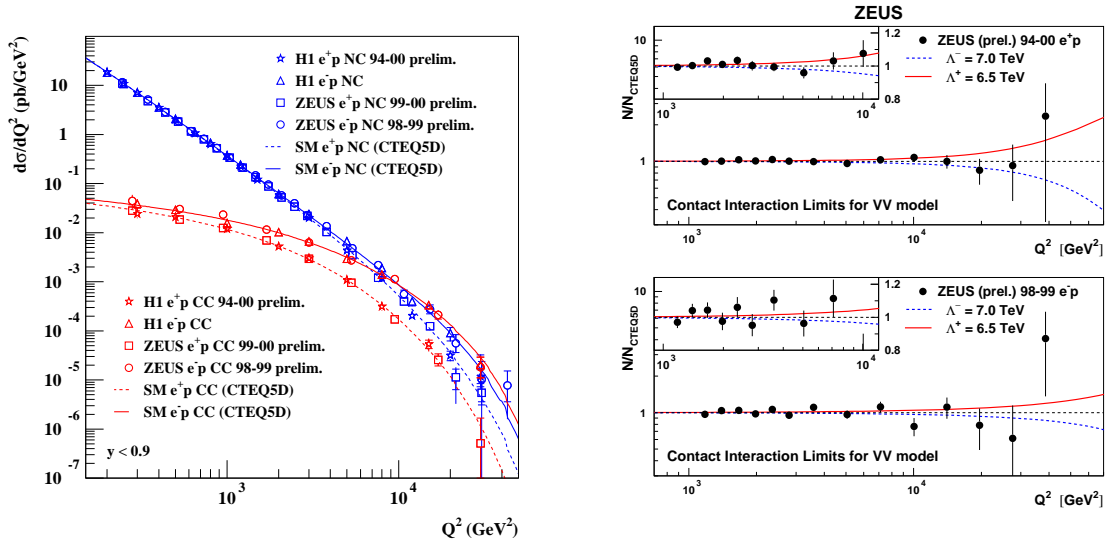 dσ/dQ² (pb/GeV²)
10
1
10⁻¹
10⁻²
10⁻³
10⁻⁴
10⁻⁵
10⁻⁶
10⁻⁷
H1 e⁺p NC 94-00 prelim.
H1 e⁻p NC
ZEUS e⁺p NC 99-00 prelim.
ZEUS e⁻p NC 98-99 prelim.
SM e⁺p NC (CTEQ5D)
SM e⁻p NC (CTEQ5D)
H1 e⁺p CC 94-00 prelim.
H1 e⁻p CC
ZEUS e⁺p CC 99-00 prelim.
ZEUS e⁻p CC 98-99 prelim.
SM e⁺p CC (CTEQ5D)
SM e⁻p CC (CTEQ5D)
y < 0.9
10³ 10⁴
Q² (GeV²)
ZEUS
N/N_CTEQ5D
10
1
1.2
1
0.8
10³ 10⁴
ZEUS (prel.) 94-00 e⁺p
Λ⁻ = 7.0 TeV
Λ⁺ = 6.5 TeV
Contact Interaction Limits for VV model
10³ 10⁴
Q² [GeV²]
N/N_CTEQ5D
10
1
1.2
1
0.8
10³ 10⁴
ZEUS (prel.) 98-99 e⁻p
Λ⁻ = 7.0 TeV
Λ⁺ = 6.5 TeV
Contact Interaction Limits for VV model
10³ 10⁴
Q² [GeV²]